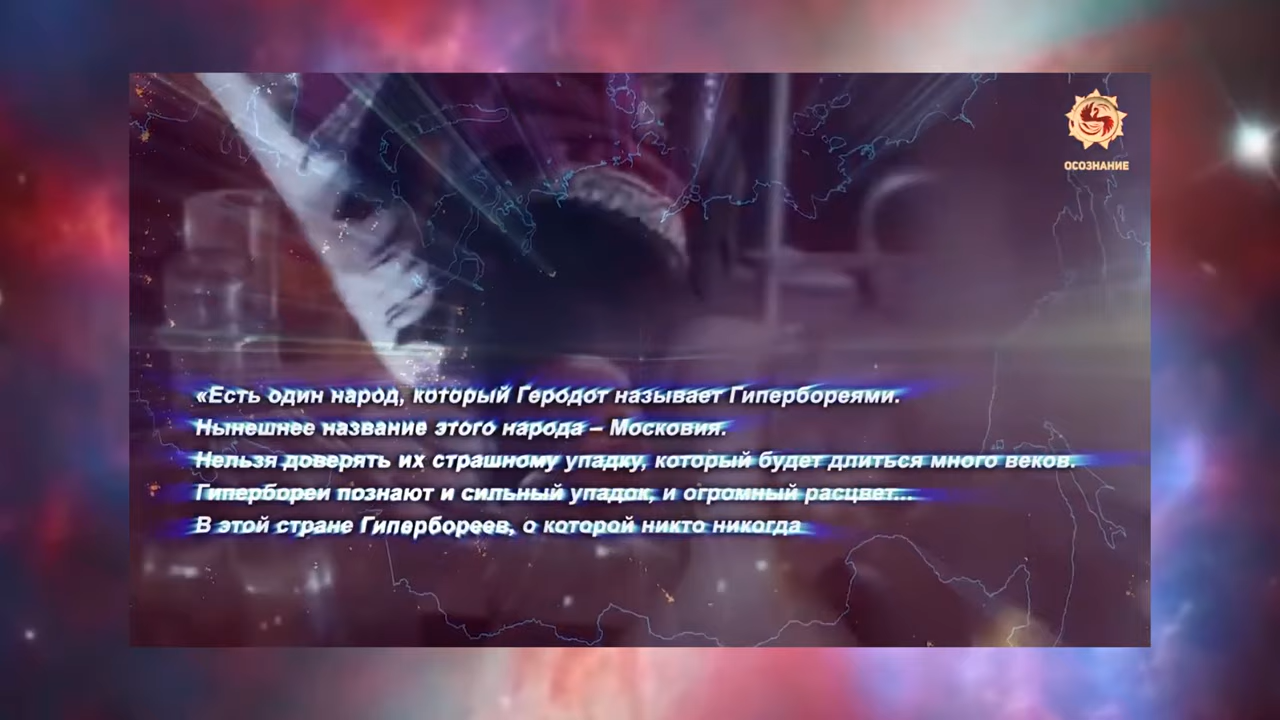 ОСОЗНАНИЕ
«Есть один народ, который Геродот называет Гипербореями.
Нынешнее название этого народа – Московия.
Нельзя доверять их страшному упадку, который будет длиться много веков.
Гипербореи познают и сильный упадок, и огромный расцвет...
В этой стране Гипербореев, о которой никто никогда